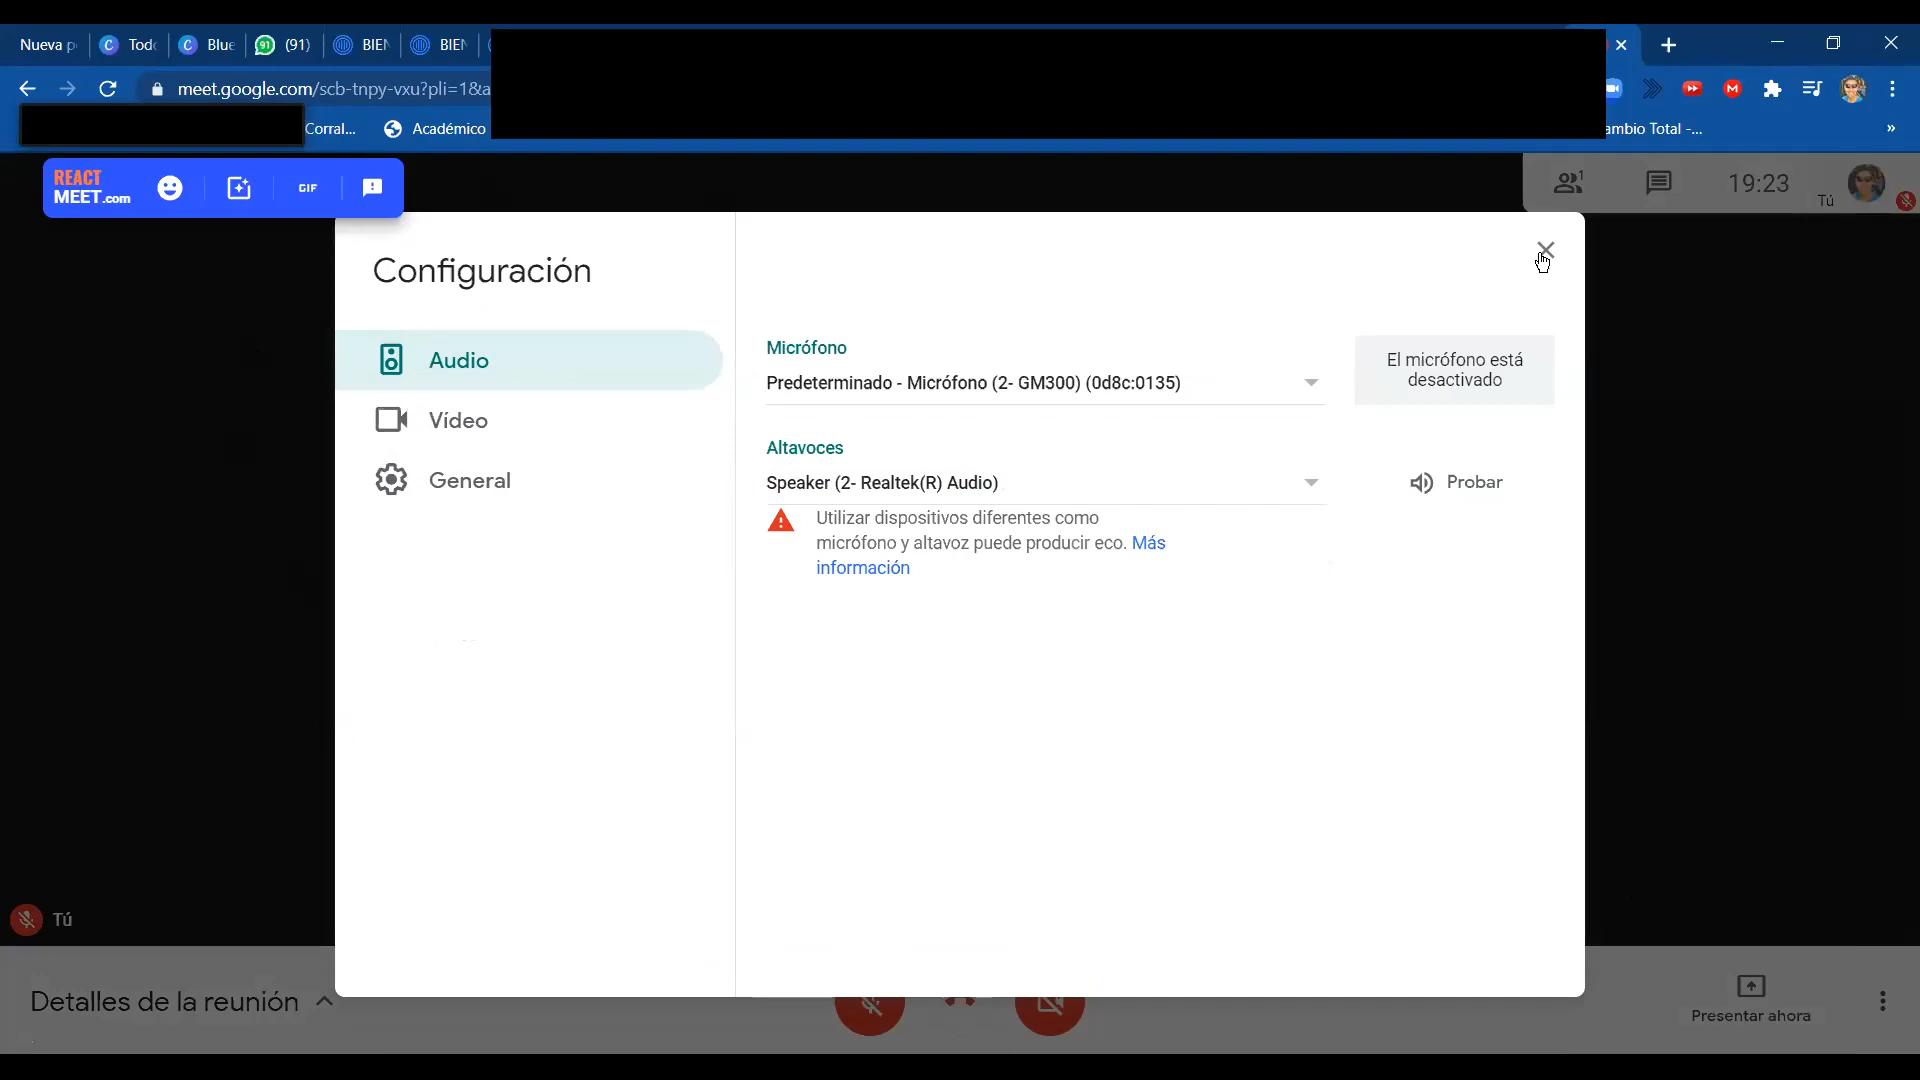 Nueva p
Todo
Blue
(91)
BIEN
BIEN
meet.google.com/scb-tnpy-vxu?pli=1&a
Corral...
Académico
ambio Total -...
REACT
MEET.com
GIF
1
19:23
Tú
Configuración
Audio
Vídeo
General
Micrófono
Predeterminado - Micrófono (2- GM300) (0d8c:0135)
El micrófono está
desactivado
Altavoces
Speaker (2- Realtek(R) Audio)
Probar
Utilizar dispositivos diferentes como
micrófono y altavoz puede producir eco. Más
información
Tú
Detalles de la reunión
Presentar ahora